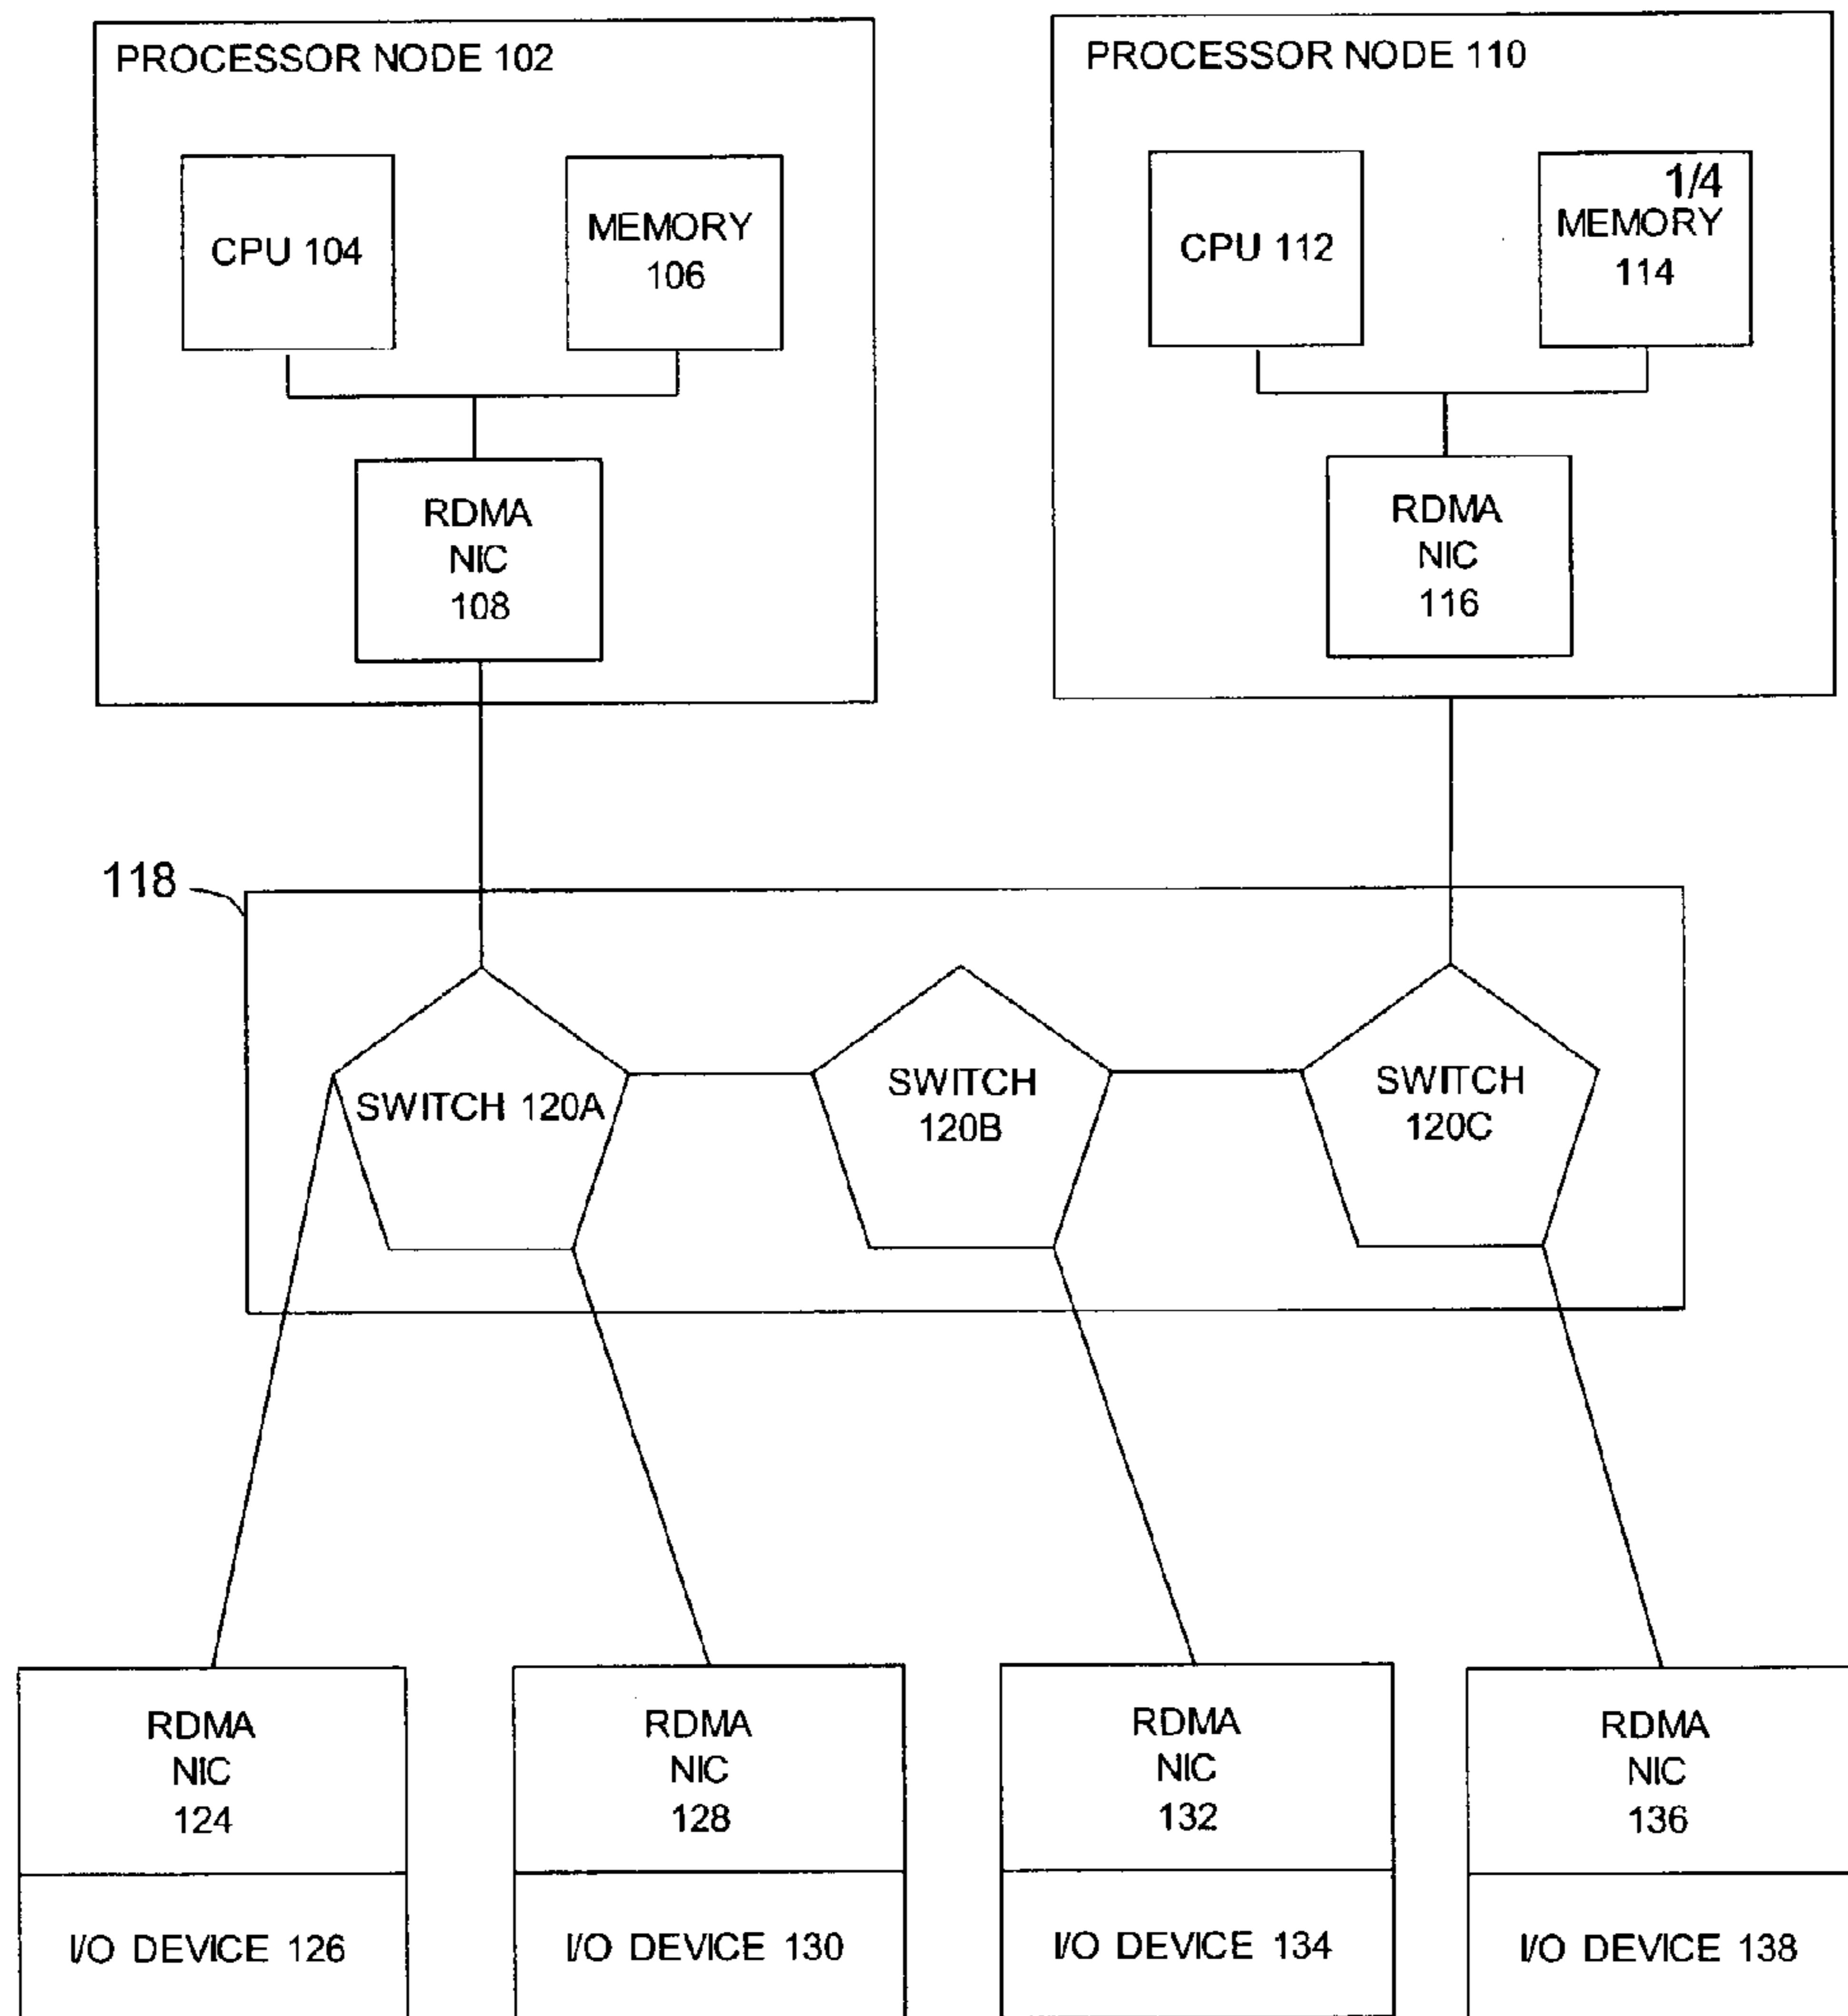 PROCESSOR NODE 102
CPU 104
MEMORY
106
RDMA
NIC
108
PROCESSOR NODE 110
CPU 112
1/4
MEMORY
114
RDMA
NIC
116
118
SWITCH 120A
SWITCH
120B
SWITCH
120C
RDMA
NIC
124
I/O DEVICE 126
RDMA
NIC
128
I/O DEVICE 130
RDMA
NIC
132
I/O DEVICE 134
RDMA
NIC
136
I/O DEVICE 138